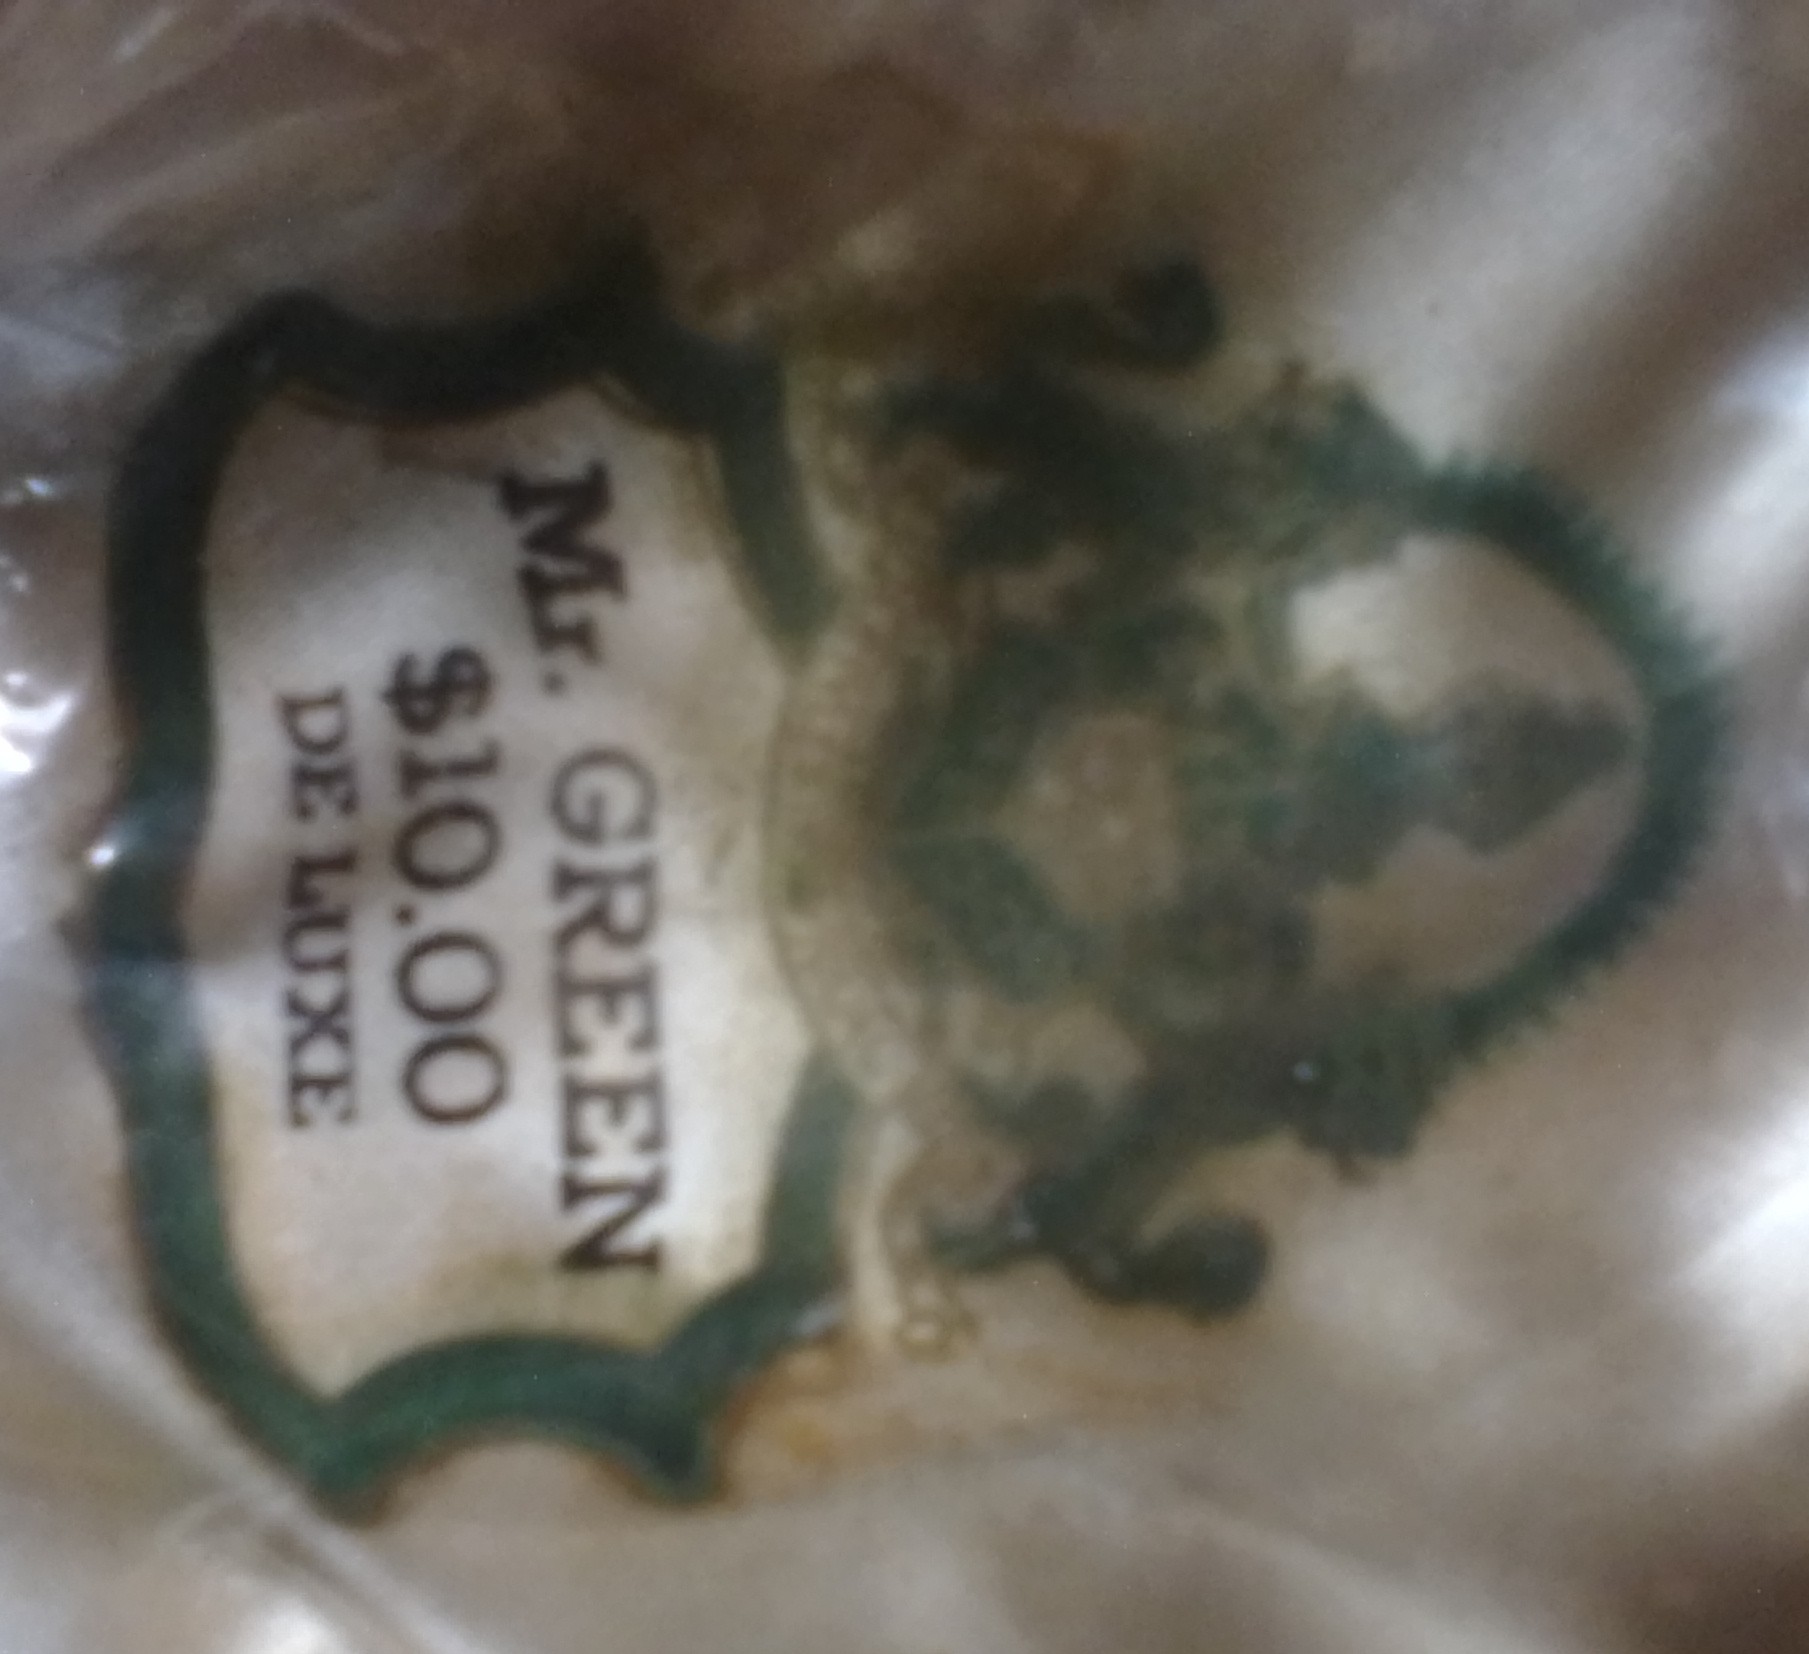 Mr. GREEN
$10.00
DE LUXE